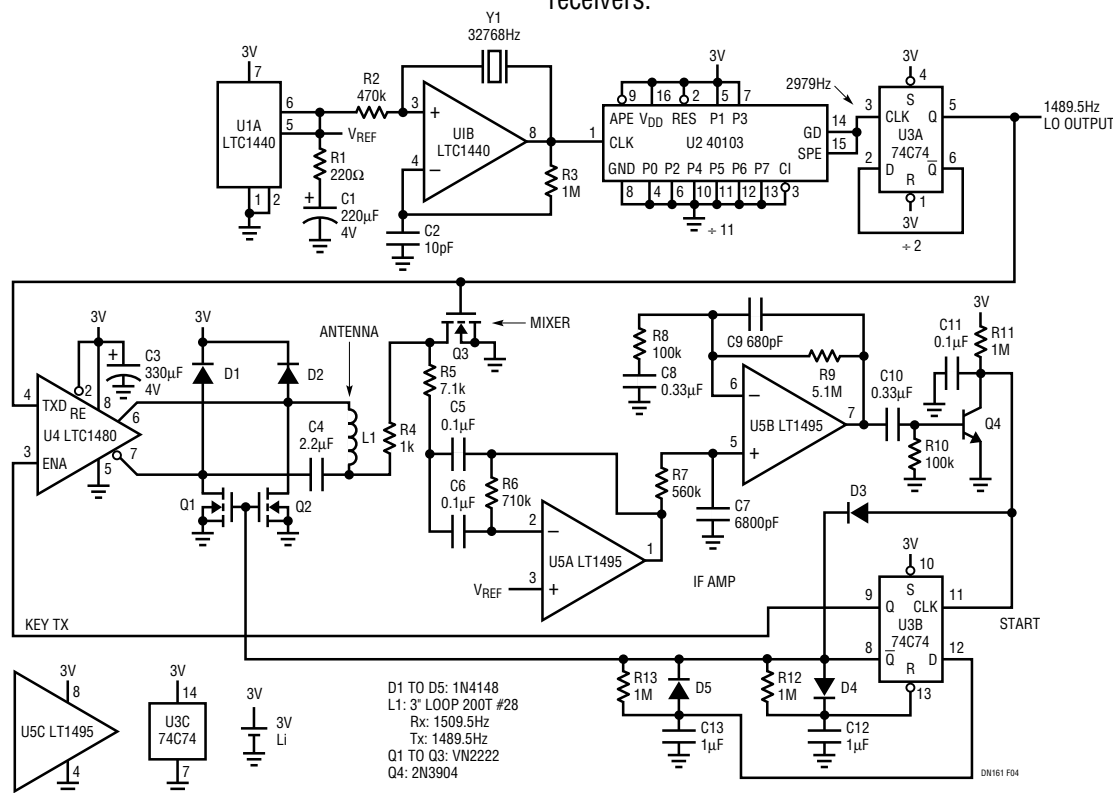 receivers.
Y1
32768Hz
3V
7
R2
470k
6
5
U1A
LTC1440
VREF
R1
220Ω
+
C1
220µF
4V
1
2
3
+
U1B
LTC1440
8
4
–
R3
1M
C2
10pF
3V
9
16
2
5
7
APE VDD RES P1 P3
1
CLK
U2 40103
GD
14
SPE
15
GND P0 P2 P4 P5 P6 P7 CI
8
4
6
10
11
12
13
3
÷ 11
2979Hz
3V
4
S
3
CLK
Q
5
U3A
74C74
2
D
Q
6
R
1
3V
÷ 2
1489.5Hz
LO OUTPUT
3V
2
+
C3
330µF
4V
4
TXD
RE
8
6
U4 LTC1480
7
3
ENA
5
3V
D1
D2
ANTENNA
C4
2.2µF
L1
R4
1k
Q1
Q2
Q3
MIXER
R5
7.1k
C5
0.1µF
C6
0.1µF
R6
710k
2
–
U5A LT1495
1
VREF
3
+
R7
560k
C7
6800pF
IF AMP
R8
100k
C8
0.33µF
C9 680pF
R9
5.1M
6
–
U5B LT1495
7
5
+
C10
0.33µF
R10
100k
C11
0.1µF
3V
R11
1M
Q4
D3
3V
10
S
9
Q
CLK
11
U3B
74C74
8
Q
D
12
R
13
START
KEY TX
R13
1M
D5
C13
1µF
R12
1M
D4
C12
1µF
3V
8
U5C LT1495
4
3V
14
U3C
74C74
7
3V
3V
Li
D1 TO D5: 1N4148
L1: 3" LOOP 200T #28
Rx: 1509.5Hz
Tx: 1489.5Hz
Q1 TO Q3: VN2222
Q4: 2N3904
DN161 F04